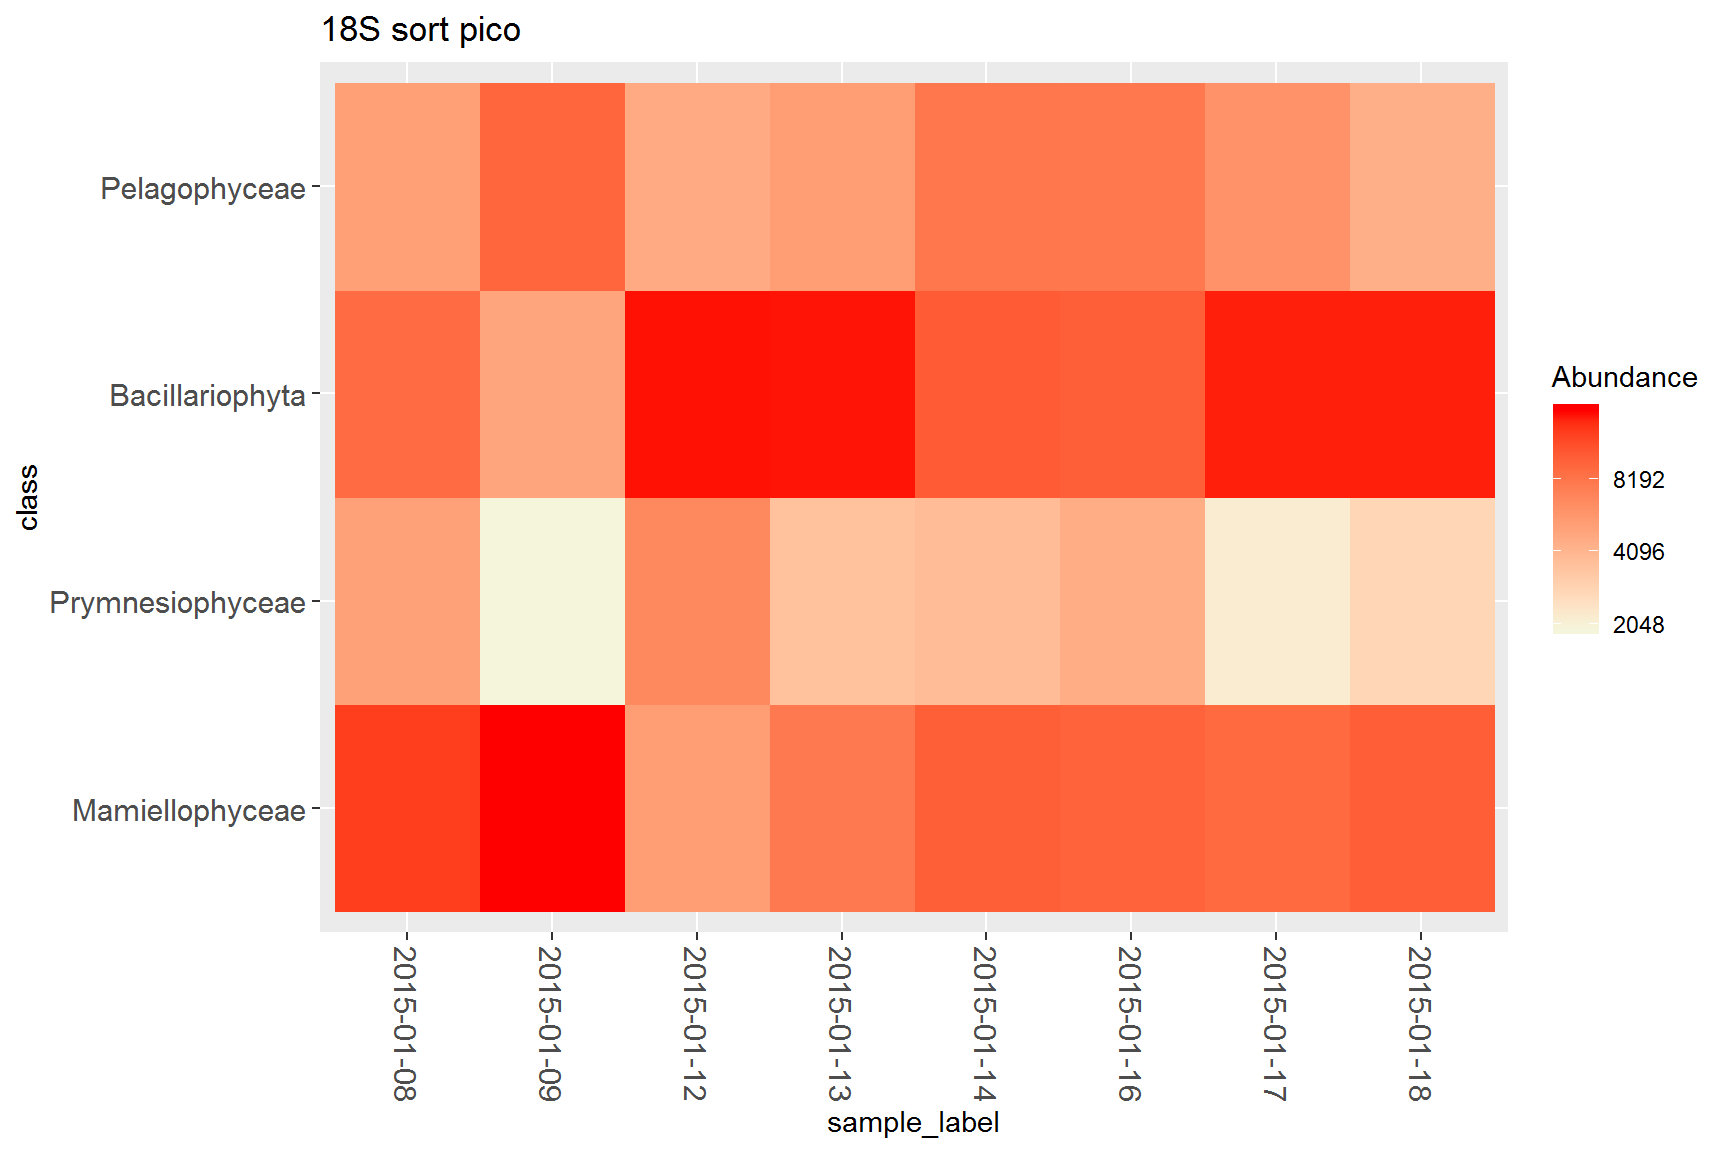 18S sort pico
Pelagophyceae
Bacillariophyta
Prymnesiophyceae
Mamiellophyceae
class
2015-01-08
2015-01-09
2015-01-12
2015-01-13
2015-01-14
2015-01-16
2015-01-17
2015-01-18
sample_label
Abundance
8192
4096
2048